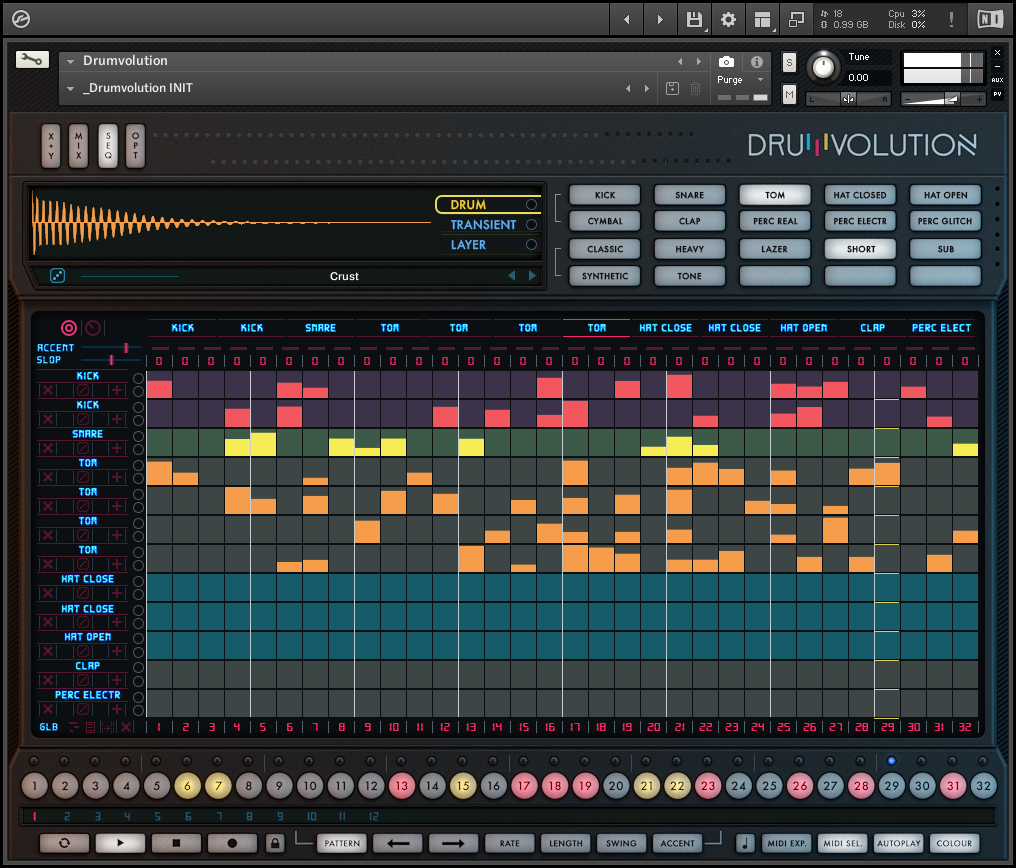 18
0.99 GB
Cpu 3%
Disk 0%
!
NI
Drumvolution
_Drumvolution INIT
Purge
S
M
Tune
0.00
L
R
AUX
PV
X+Y
MIX
SEQ
OPT
DRUMVOLUTION
DRUM
TRANSIENT
LAYER
Crust
KICK SNARE TOM HAT CLOSED HAT OPEN
CYMBAL CLAP PERC REAL PERC ELECTR PERC GLITCH
CLASSIC HEAVY LAZER SHORT SUB
SYNTHETIC TONE
KICK KICK SNARE TOM TOM TOM TOM HAT CLOSE HAT CLOSE HAT OPEN CLAP PERC ELECT
ACCENT
SLOP
0 0 0 0 0 0 0 0 0 0 0 0 0 0 0 0 0 0 0 0 0 0 0 0 0 0 0 0 0 0 0 0
KICK
KICK
SNARE
TOM
TOM
TOM
TOM
HAT CLOSE
HAT CLOSE
HAT OPEN
CLAP
PERC ELECTR
GLB
1 2 3 4 5 6 7 8 9 10 11 12 13 14 15 16 17 18 19 20 21 22 23 24 25 26 27 28 29 30 31 32
1 2 3 4 5 6 7 8 9 10 11 12 13 14 15 16 17 18 19 20 21 22 23 24 25 26 27 28 29 30 31 32
1 2 3 4 5 6 7 8 9 10 11 12
PATTERN
RATE LENGTH SWING ACCENT
MIDI EXP. MIDI SEL. AUTOPLAY COLOUR